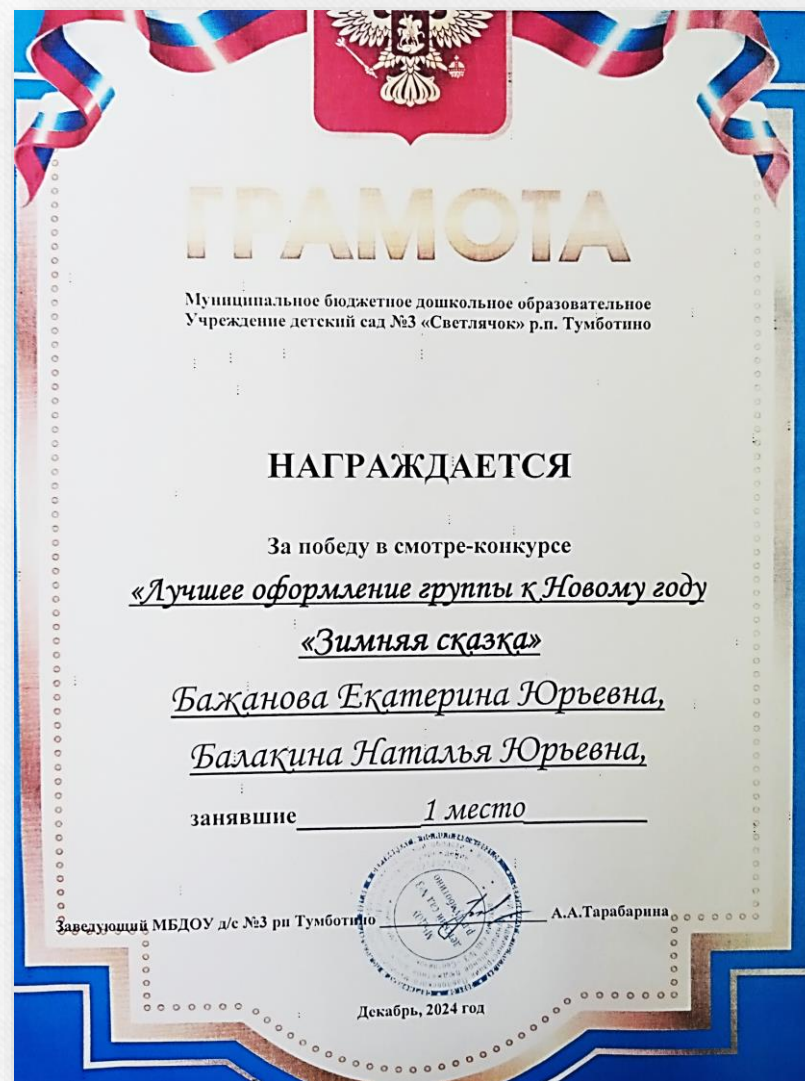 ГРАМОТА
Муниципальное бюджетное дошкольное образовательное
Учреждение детский сад №3 «Светлячок» р.п. Тумботино
НАГРАЖДАЕТСЯ
За победу в смотре-конкурсе
«Лучшее оформление группы к Новому году
«Зимняя сказка»
Бажанова Екатерина Юрьевна,
Балакина Наталья Юрьевна,
занявшие 1 место
Заведующий МБДОУ д/с №3 рп Тумботино А.А.Тарабарина
Декабрь, 2024 год